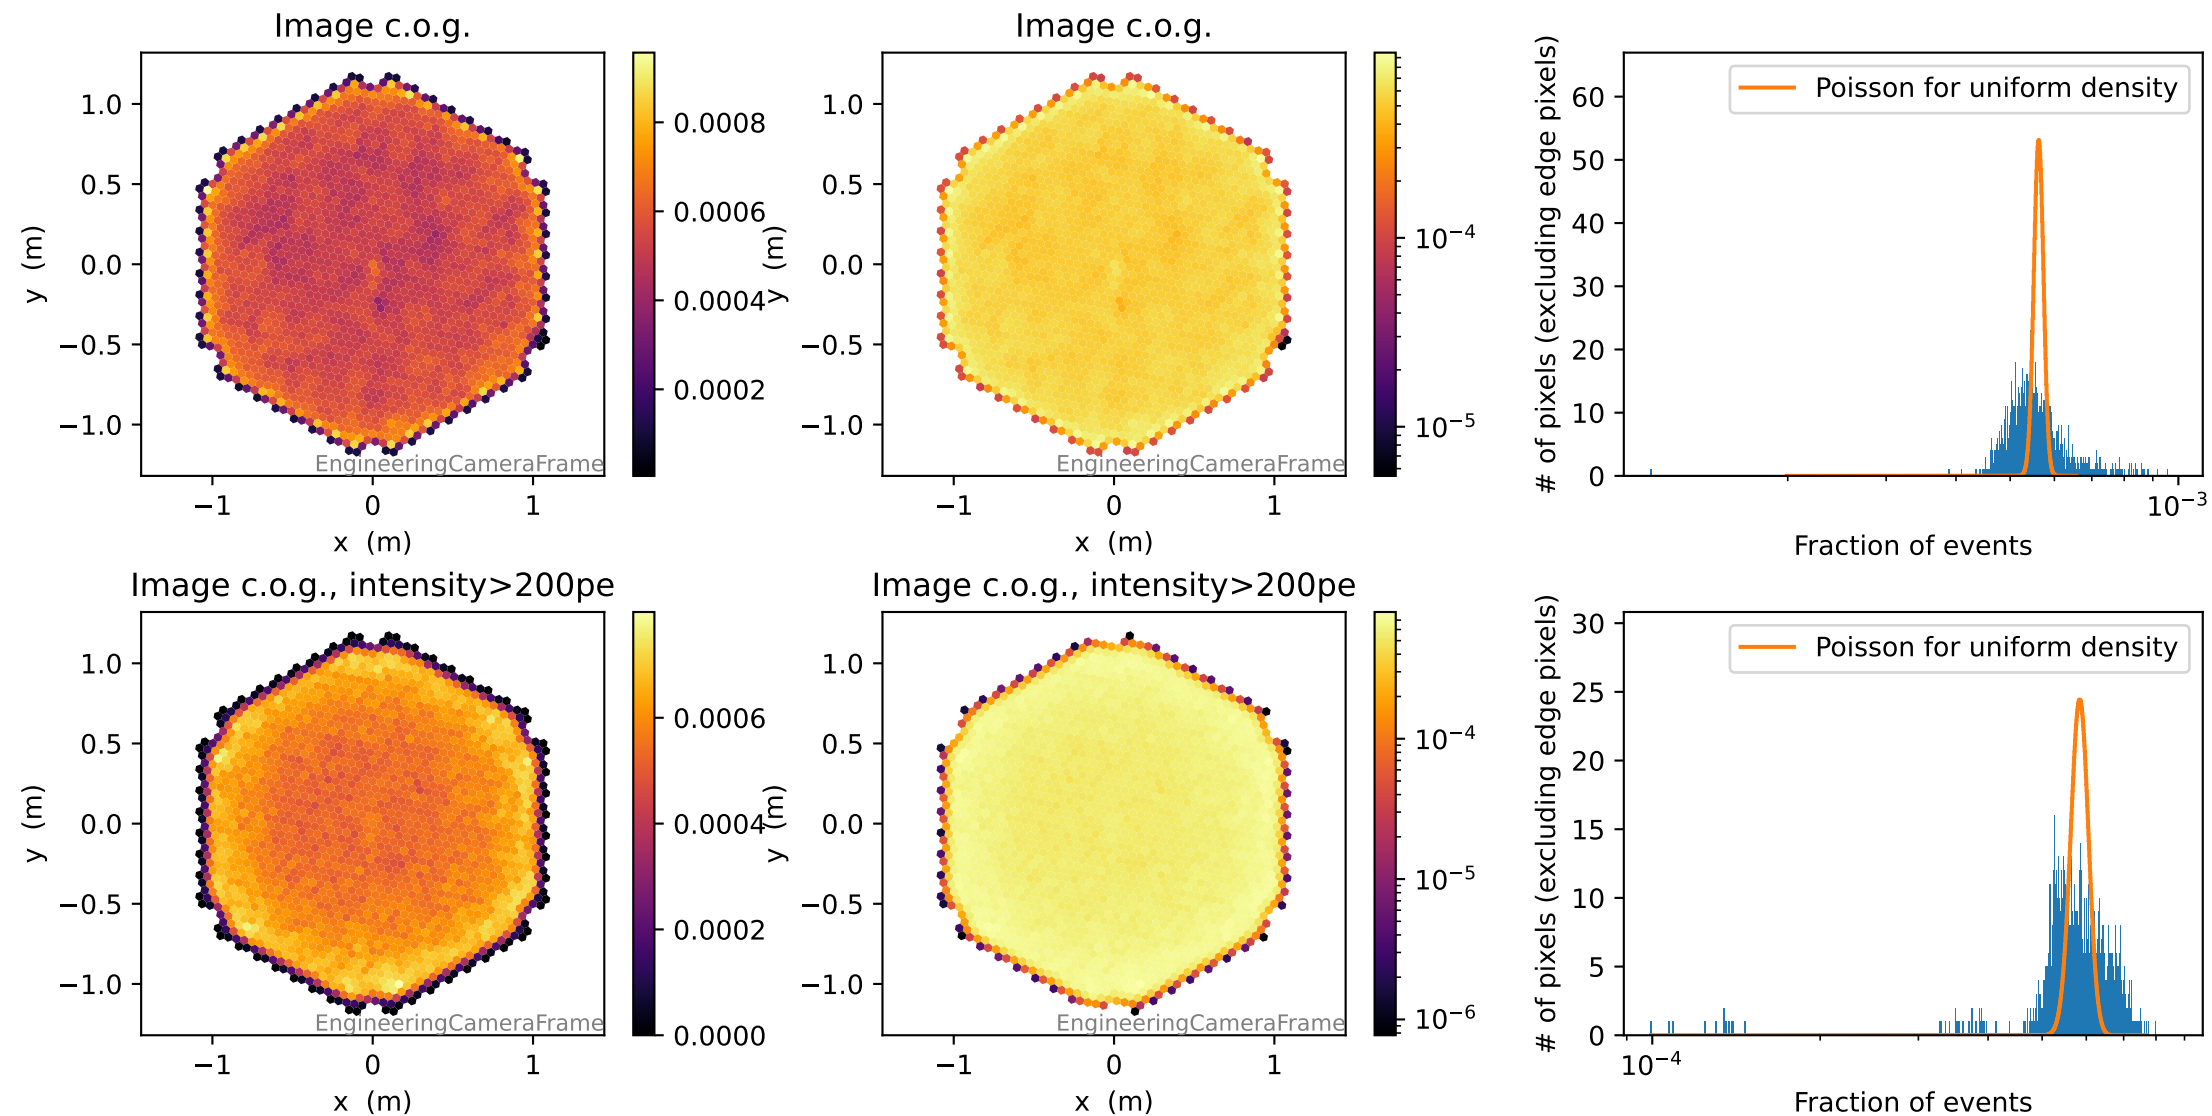 Image c.o.g.
1.0
0.5
0.0
−0.5
−1.0
y (m)
−1
0
1
x (m)
EngineeringCameraFrame
0.0008
0.0006
0.0004
0.0002
Image c.o.g.
1.0
0.5
0.0
−0.5
−1.0
y (m)
−1
0
1
x (m)
EngineeringCameraFrame
10−4
10−5
# of pixels (excluding edge pixels)
60
50
40
30
20
10
0
Poisson for uniform density
10−3
Fraction of events
Image c.o.g., intensity>200pe
1.0
0.5
0.0
−0.5
−1.0
y (m)
−1
0
1
x (m)
EngineeringCameraFrame
0.0006
0.0004
0.0002
0.0000
Image c.o.g., intensity>200pe
1.0
0.5
0.0
−0.5
−1.0
y (m)
−1
0
1
x (m)
EngineeringCameraFrame
10−4
10−5
10−6
# of pixels (excluding edge pixels)
30
25
20
15
10
5
0
Poisson for uniform density
10−4
Fraction of events